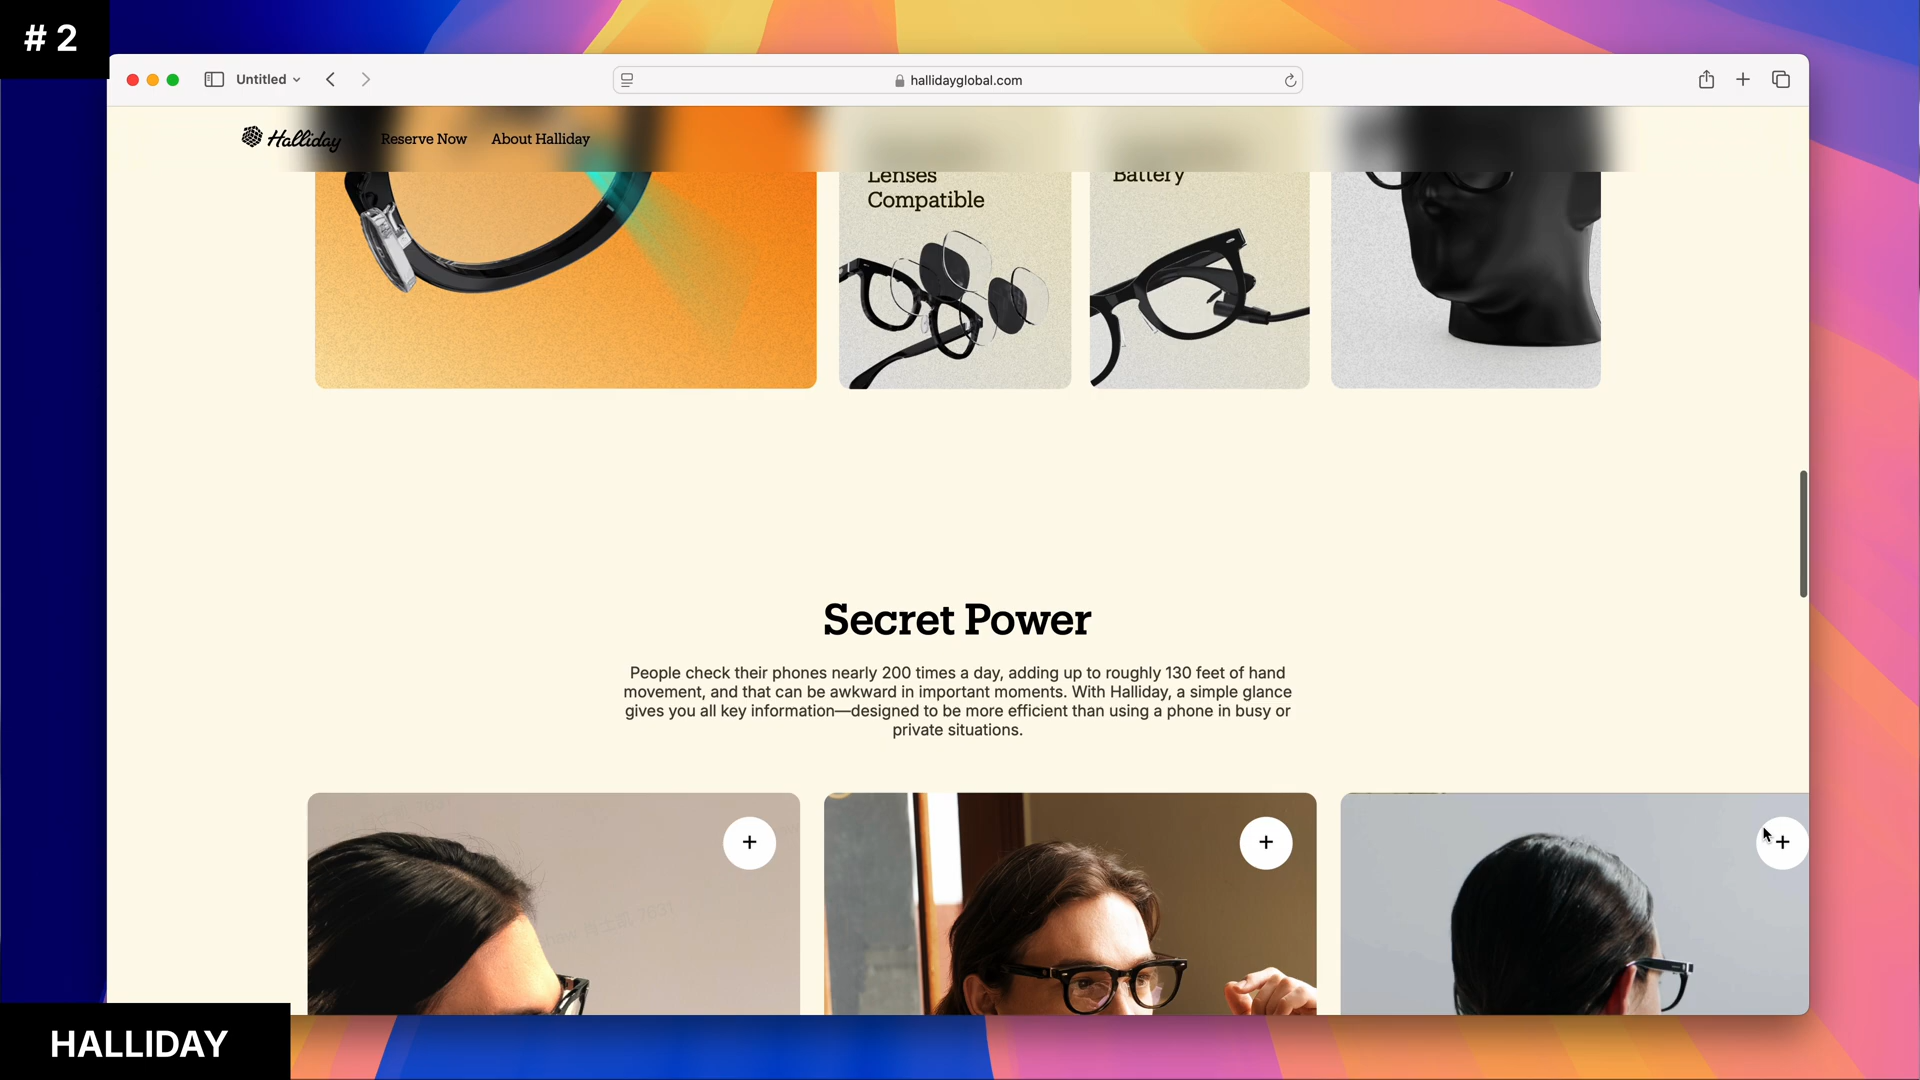 # 2
Untitled
hallidayglobal.com
Halliday
Reserve Now
About Halliday
Lenses
Compatible
Battery
Secret Power
People check their phones nearly 200 times a day, adding up to roughly 130 feet of hand
movement, and that can be awkward in important moments. With Halliday, a simple glance
gives you all key information—designed to be more efficient than using a phone in busy or
private situations.
HALLIDAY